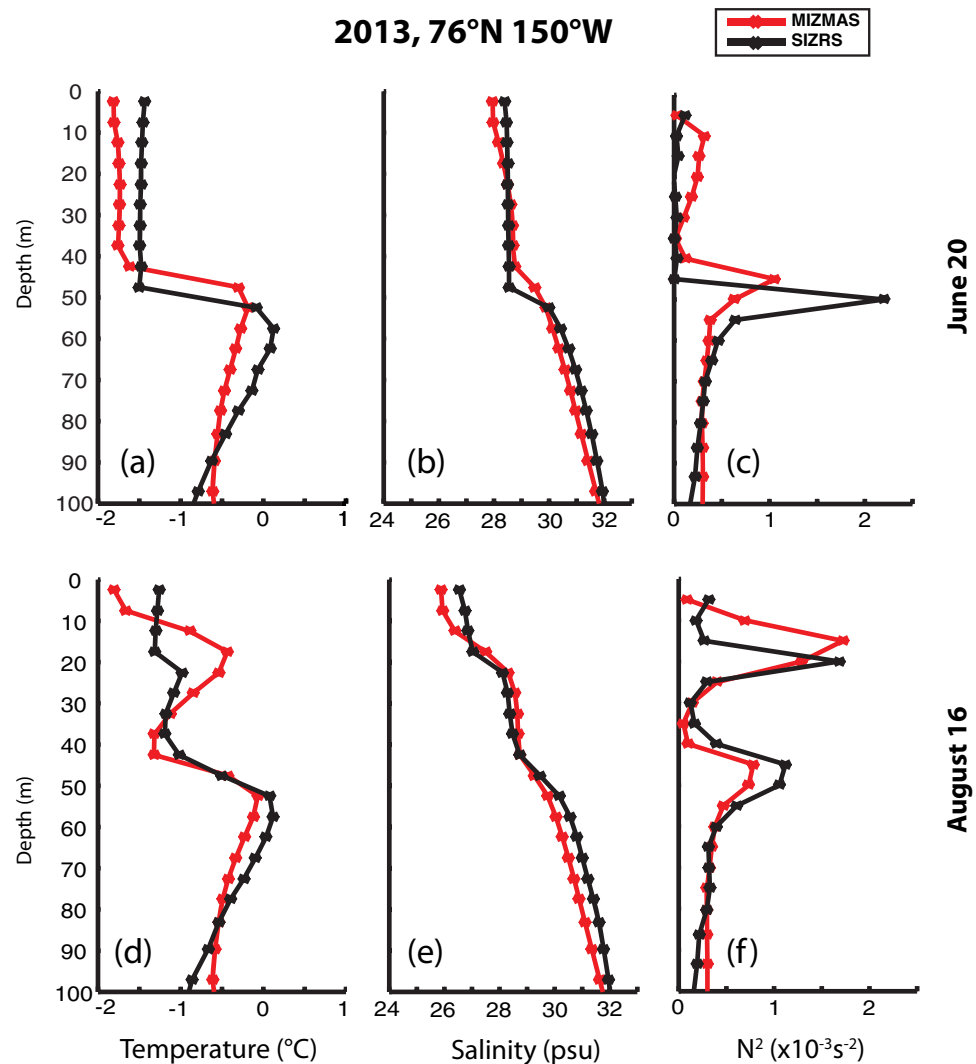 2013, 76°N 150°W
MIZMAS
SIZRS
0
10
20
30
40
50
60
70
80
90
100
Depth (m)
(a)
-2 -1 0 1
(b)
24 26 28 30 32
(c)
0 1 2
June 20
0
10
20
30
40
50
60
70
80
90
100
Depth (m)
(d)
-2 -1 0 1
Temperature (°C)
(e)
24 26 28 30 32
Salinity (psu)
(f)
0 1 2
N² (x10⁻³s⁻²)
August 16